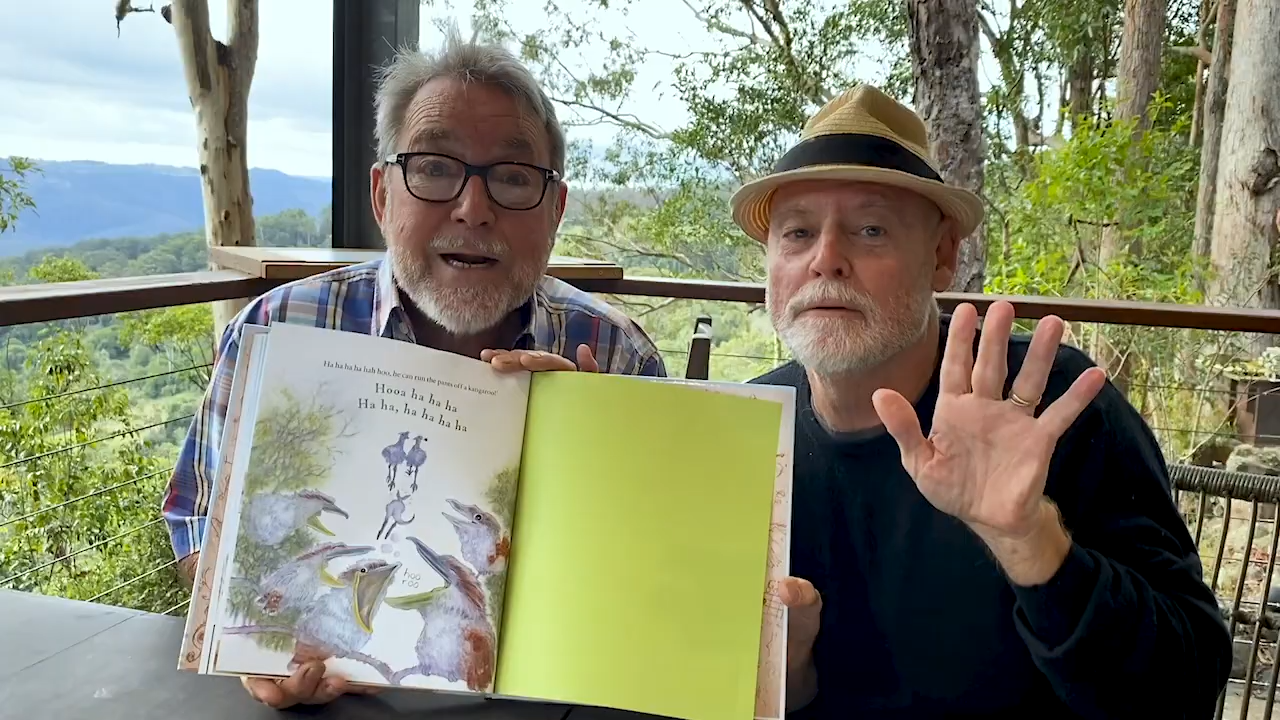 Ha ha ha ha hah hoo, he can run the pants off a kangaroo!
Hooa ha ha ha
Ha ha, ha ha ha ha
hoo
roo